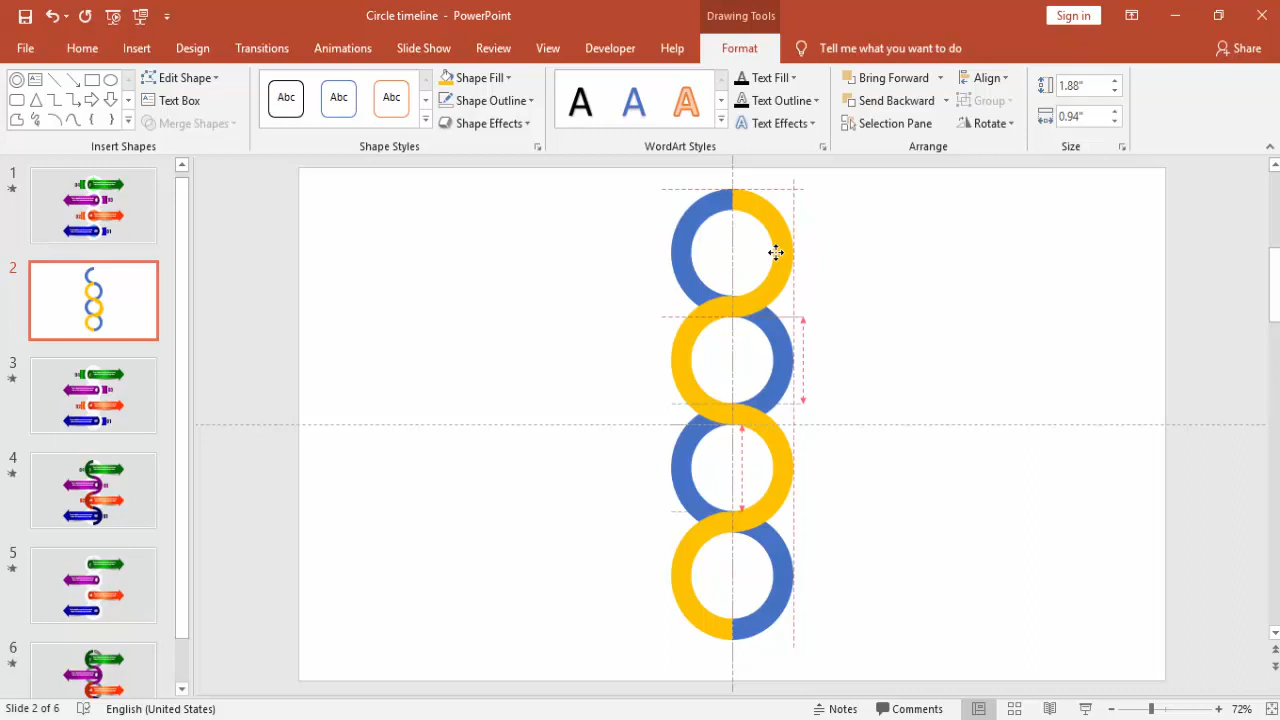 Circle timeline - PowerPoint
Drawing Tools
Sign in
File
Home
Insert
Design
Transitions
Animations
Slide Show
Review
View
Developer
Help
Format
Tell me what you want to do
Share
Edit Shape
Text Box
Merge Shapes
Insert Shapes
Abc
Abc
Abc
Shape Fill
Shape Outline
Shape Effects
Shape Styles
A
A
A
Text Fill
Text Outline
Text Effects
WordArt Styles
Bring Forward
Send Backward
Selection Pane
Align
Group
Rotate
Arrange
1.88"
0.94"
Size
1
2
3
4
5
6
Slide 2 of 6
English (United States)
Notes
Comments
72%